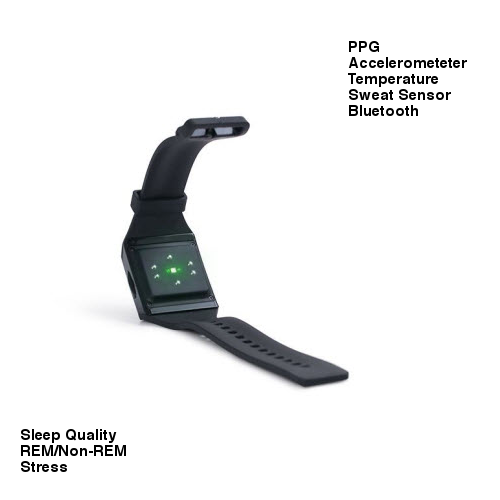 PPG
Accelerometeter
Temperature
Sweat Sensor
Bluetooth
Sleep Quality
REM/Non-REM
Stress